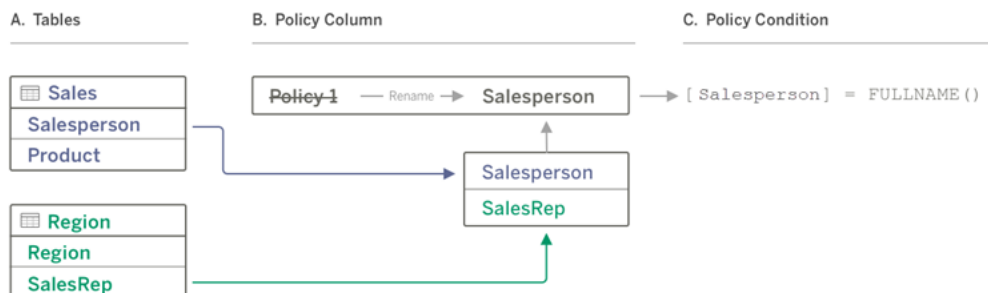 A. Tables
B. Policy Column
C. Policy Condition
Sales
Salesperson
Product
Policy 1
Rename
Salesperson
[Salesperson] = FULLNAME()
Salesperson
SalesRep
Region
Region
SalesRep